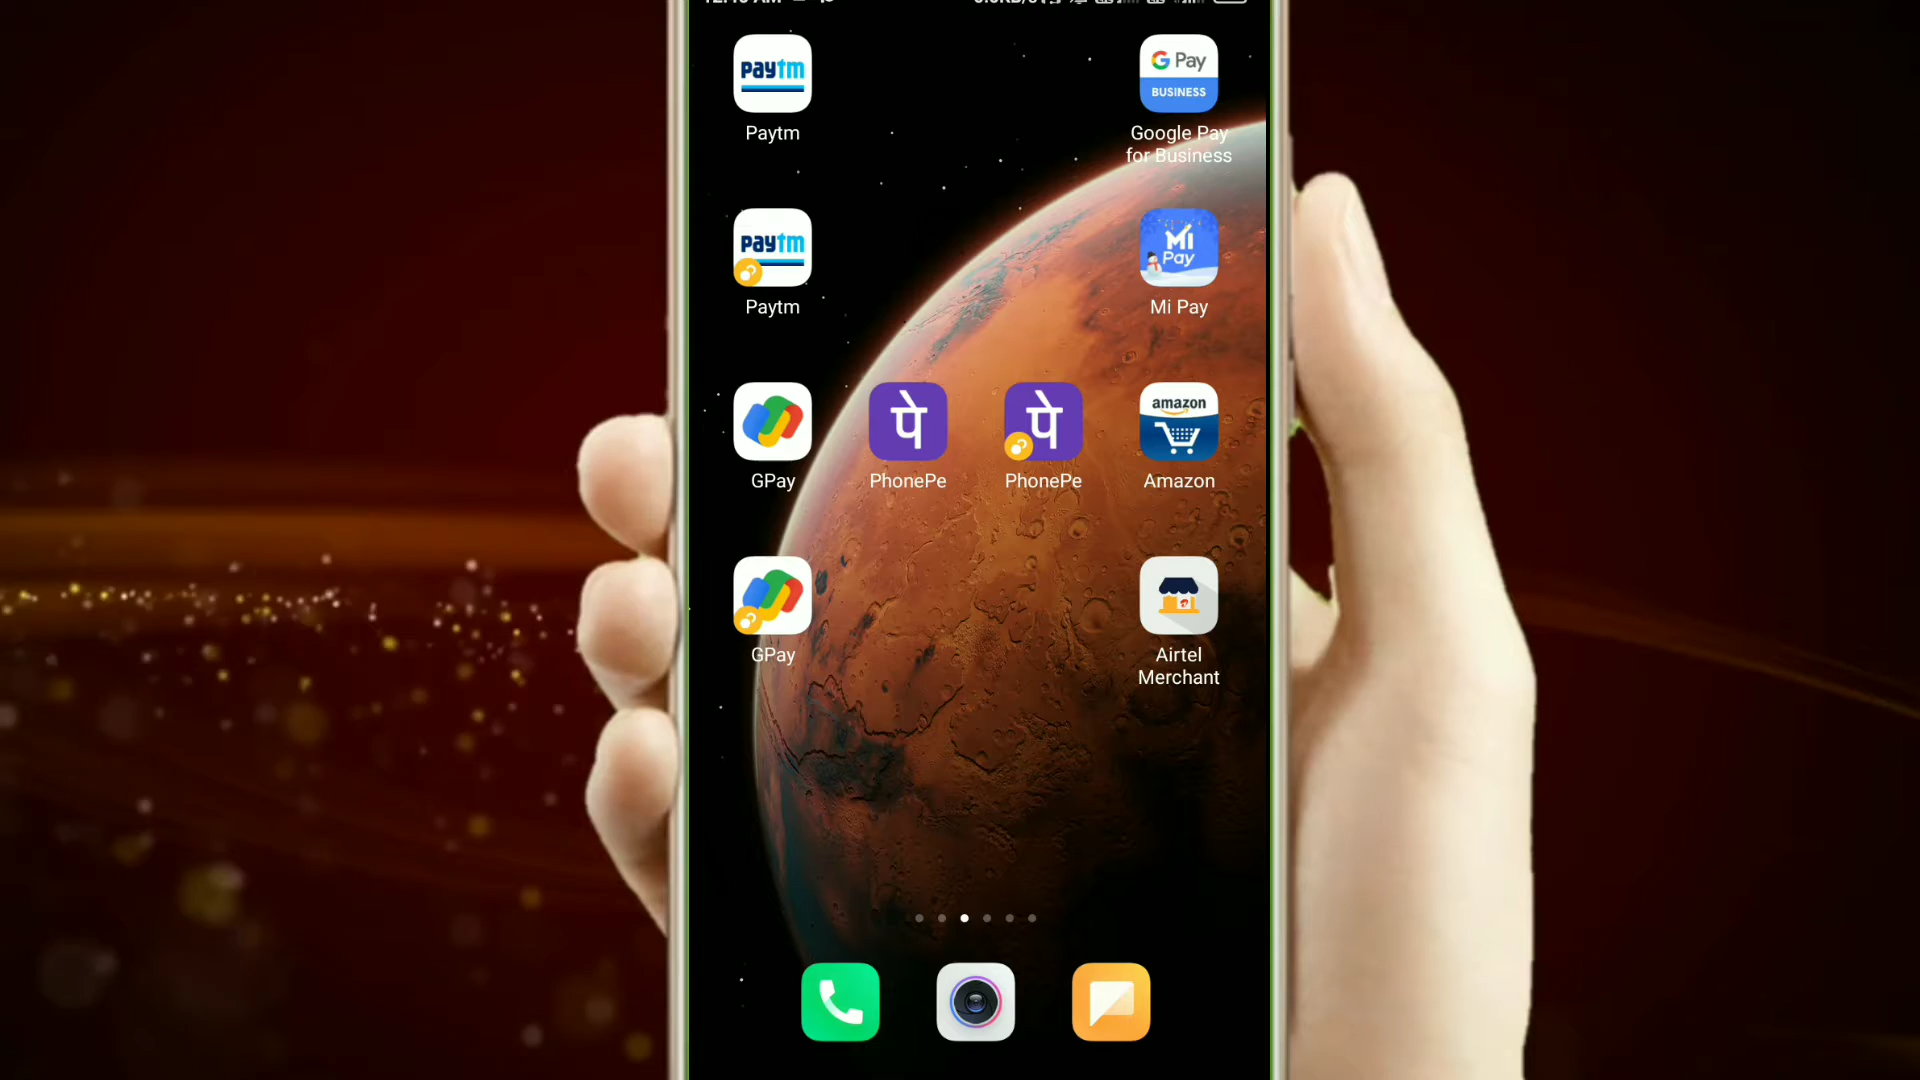 paytm
G Pay
BUSINESS
Paytm
Google Pay
for Business
paytm
Mi
Pay
Paytm
Mi Pay
पे
पे
amazon
GPay
PhonePe
PhonePe
Amazon
GPay
Airtel
Merchant